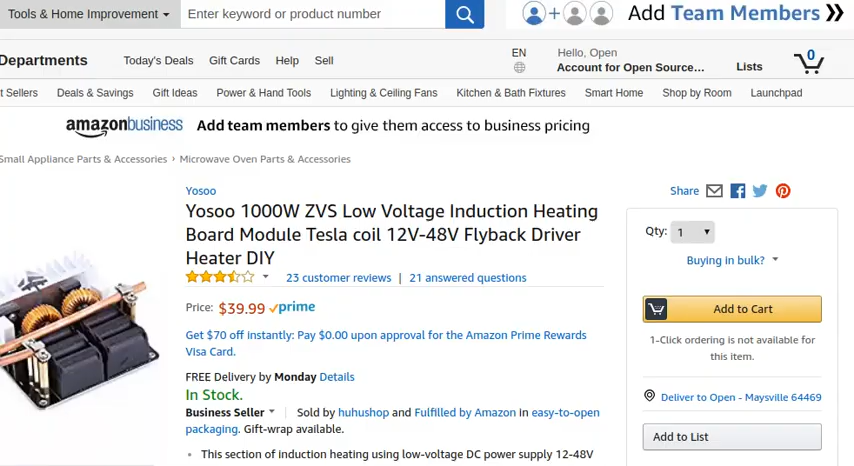 Tools & Home Improvement
Enter keyword or product number
Add Team Members
Departments
Today's Deals
Gift Cards
Help
Sell
EN
Hello, Open
Account for Open Source...
Lists
0
t Sellers
Deals & Savings
Gift Ideas
Power & Hand Tools
Lighting & Ceiling Fans
Kitchen & Bath Fixtures
Smart Home
Shop by Room
Launchpad
amazonbusiness Add team members to give them access to business pricing
Small Appliance Parts & Accessories › Microwave Oven Parts & Accessories
Yosoo
Yosoo 1000W ZVS Low Voltage Induction Heating
Board Module Tesla coil 12V-48V Flyback Driver
Heater DIY
23 customer reviews | 21 answered questions
Price: $39.99 prime
Get $70 off instantly: Pay $0.00 upon approval for the Amazon Prime Rewards
Visa Card.
FREE Delivery by Monday Details
In Stock.
Business Seller | Sold by huhushop and Fulfilled by Amazon in easy-to-open
packaging. Gift-wrap available.
• This section of induction heating using low-voltage DC power supply 12-48V
Share
Qty: 1
Buying in bulk?
Add to Cart
1-Click ordering is not available for
this item.
Deliver to Open - Maysville 64469
Add to List